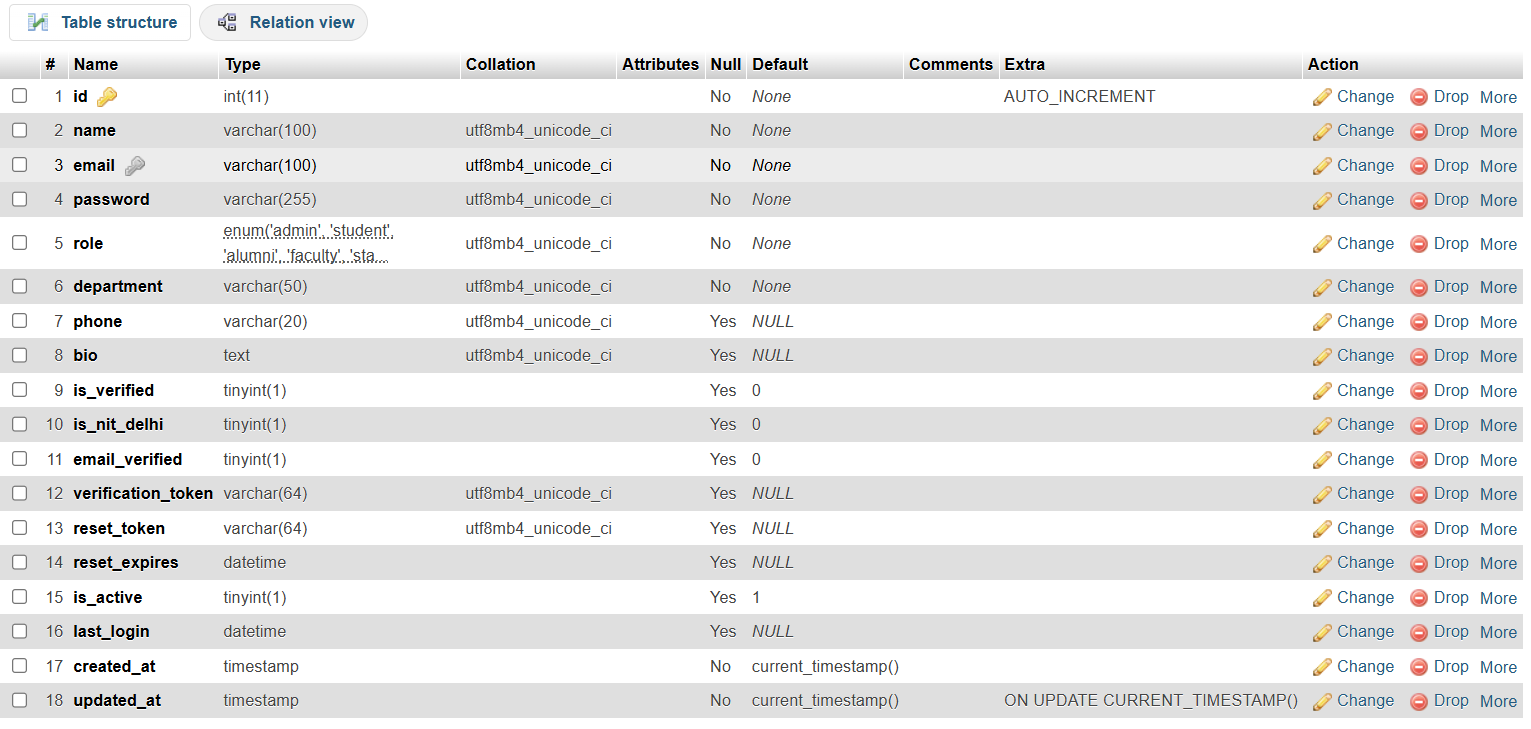 Table structure Relation view
# Name Type Collation Attributes Null Default Comments Extra Action
1 id int(11) No None AUTO_INCREMENT Change Drop More
2 name varchar(100) utf8mb4_unicode_ci No None Change Drop More
3 email varchar(100) utf8mb4_unicode_ci No None Change Drop More
4 password varchar(255) utf8mb4_unicode_ci No None Change Drop More
enum('admin', 'student',
5 role utf8mb4_unicode_ci No None Change Drop More
'alumni', 'faculty', 'sta...
6 department varchar(50) utf8mb4_unicode_ci No None Change Drop More
7 phone varchar(20) utf8mb4_unicode_ci Yes NULL Change Drop More
8 bio text utf8mb4_unicode_ci Yes NULL Change Drop More
9 is_verified tinyint(1) Yes 0 Change Drop More
10 is_nit_delhi tinyint(1) Yes 0 Change Drop More
11 email_verified tinyint(1) Yes 0 Change Drop More
12 verification_token varchar(64) utf8mb4_unicode_ci Yes NULL Change Drop More
13 reset_token varchar(64) utf8mb4_unicode_ci Yes NULL Change Drop More
14 reset_expires datetime Yes NULL Change Drop More
15 is_active tinyint(1) Yes 1 Change Drop More
16 last_login datetime Yes NULL Change Drop More
17 created_at timestamp No current_timestamp() Change Drop More
18 updated_at timestamp No current_timestamp() ON UPDATE CURRENT_TIMESTAMP() Change Drop More